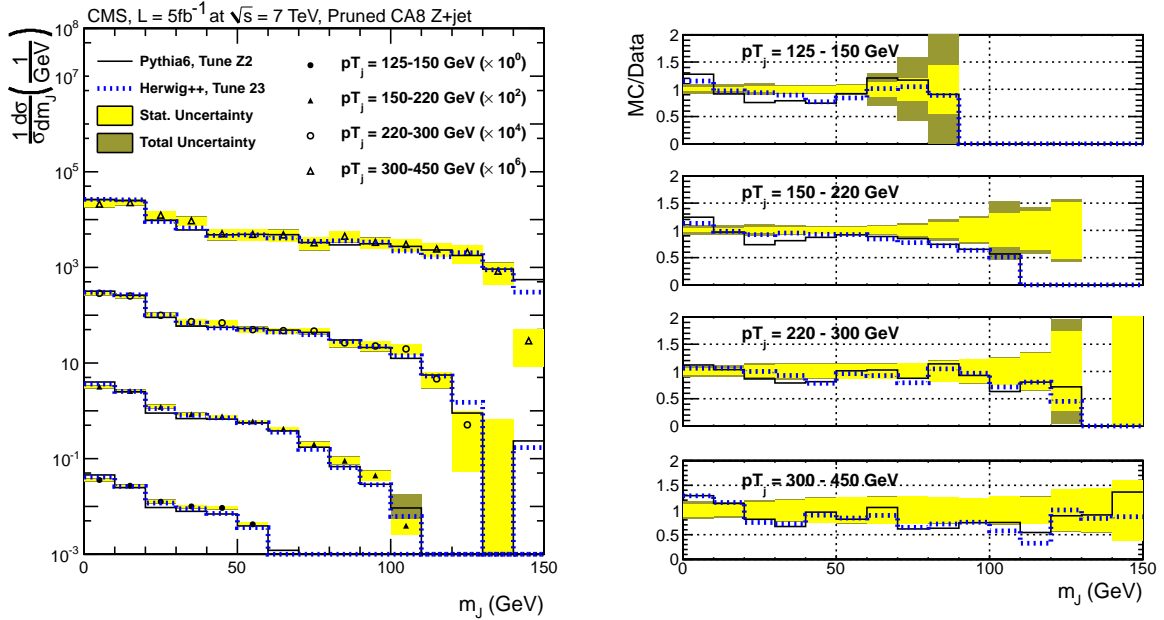 CMS, L = 5fb⁻¹ at √s = 7 TeV, Pruned CA8 Z+jet
1/σ dσ/dm_J (1/GeV)
10⁸
10⁷
10⁵
10³
10
10⁻¹
10⁻³
Pythia6, Tune Z2
Herwig++, Tune 23
Stat. Uncertainty
Total Uncertainty
pT_j = 125-150 GeV (× 10⁰)
pT_j = 150-220 GeV (× 10²)
pT_j = 220-300 GeV (× 10⁴)
pT_j = 300-450 GeV (× 10⁶)
0 50 100 150
m_J (GeV)
MC/Data
pT_j = 125 - 150 GeV
2
1.5
1
0.5
0
pT_j = 150 - 220 GeV
2
1.5
1
0.5
0
pT_j = 220 - 300 GeV
2
1.5
1
0.5
0
pT_j = 300 - 450 GeV
2
1.5
1
0.5
0
0 50 100 150
m_J (GeV)